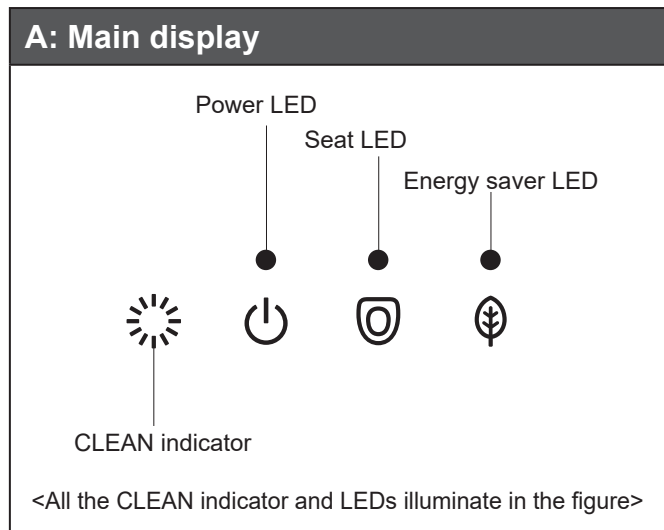 A: Main display
Power LED
Seat LED
Energy saver LED
CLEAN indicator
<All the CLEAN indicator and LEDs illuminate in the figure>